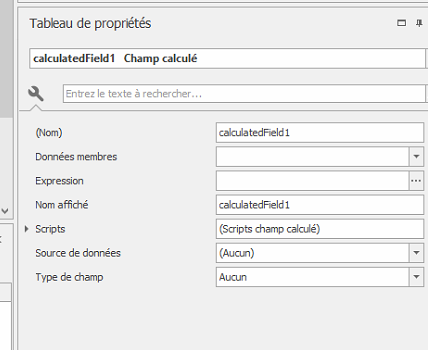 Tableau de propriétés
calculatedField1 Champ calculé
Entrez le texte à rechercher...
(Nom) calculatedField1
Données membres
Expression ...
Nom affiché calculatedField1
Scripts (Scripts champ calculé)
Source de données (Aucun)
Type de champ Aucun